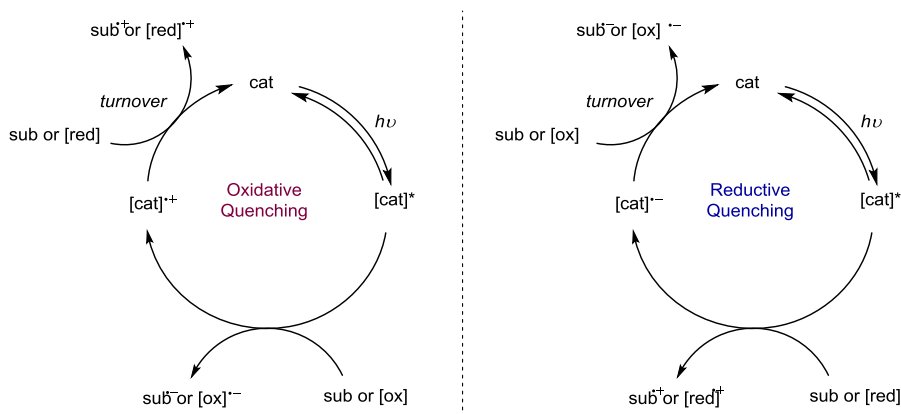 sub•+ or [red]•+
cat
turnover
hυ
sub or [red]
Oxidative
Quenching
[cat]•+
[cat]*
sub•– or [ox]•–
sub or [ox]
sub•– or [ox] •–
cat
turnover
hυ
sub or [ox]
Reductive
Quenching
[cat]•–
[cat]*
sub•+ or [red]•+
sub or [red]